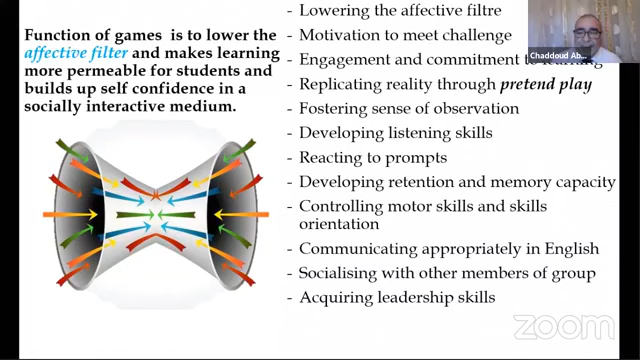 Function of games is to lower the
affective filter and makes learning
more permeable for students and
builds up self confidence in a
socially interactive medium.
- Lowering the affective filtre
- Motivation to meet challenge
- Engagement and commitment to learning
- Replicating reality through pretend play
- Fostering sense of observation
- Developing listening skills
- Reacting to prompts
- Developing retention and memory capacity
- Controlling motor skills and skills
orientation
- Communicating appropriately in English
- Socialising with other members of group
- Acquiring leadership skills
Chaddoud Ab...
zoom